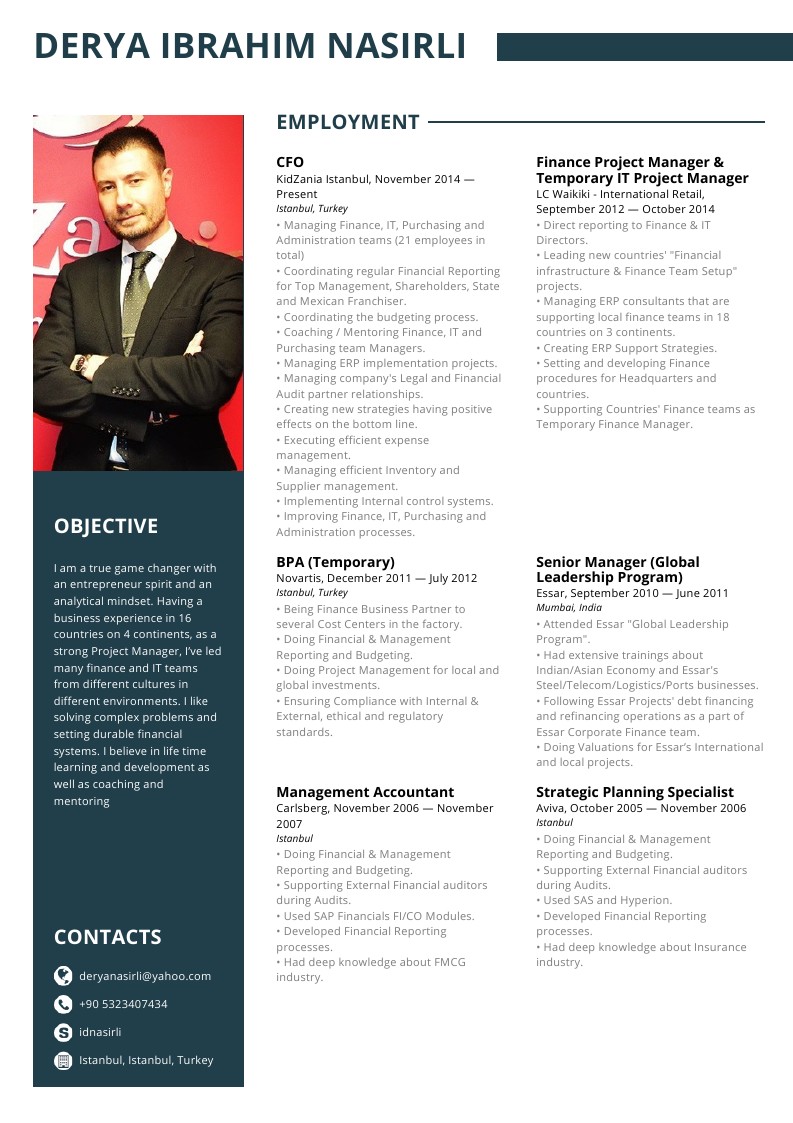 DERYA IBRAHIM NASIRLI
Za
OBJECTIVE
I am a true game changer with
an entrepreneur spirit and an
analytical mindset. Having a
business experience in 16
countries on 4 continents, as a
strong Project Manager, I've led
many finance and IT teams
from different cultures in
different environments. I like
solving complex problems and
setting durable financial
systems. I believe in life time
learning and development as
well as coaching and
mentoring
CONTACTS
deryanasirli@yahoo.com
+90 5323407434
idnasirli
Istanbul, Istanbul, Turkey
EMPLOYMENT
CFO
KidZania Istanbul, November 2014 —
Present
Istanbul, Turkey
• Managing Finance, IT, Purchasing and
Administration teams (21 employees in
total)
• Coordinating regular Financial Reporting
for Top Management, Shareholders, State
and Mexican Franchiser.
• Coordinating the budgeting process.
• Coaching / Mentoring Finance, IT and
Purchasing team Managers.
• Managing ERP implementation projects.
• Managing company's Legal and Financial
Audit partner relationships.
• Creating new strategies having positive
effects on the bottom line.
• Executing efficient expense
management.
• Managing efficient Inventory and
Supplier management.
• Implementing Internal control systems.
• Improving Finance, IT, Purchasing and
Administration processes.
Finance Project Manager &
Temporary IT Project Manager
LC Waikiki - International Retail,
September 2012 — October 2014
• Direct reporting to Finance & IT
Directors.
• Leading new countries' "Financial
infrastructure & Finance Team Setup"
projects.
• Managing ERP consultants that are
supporting local finance teams in 18
countries on 3 continents.
• Creating ERP Support Strategies.
• Setting and developing Finance
procedures for Headquarters and
countries.
• Supporting Countries' Finance teams as
Temporary Finance Manager.
BPA (Temporary)
Novartis, December 2011 — July 2012
Istanbul, Turkey
• Being Finance Business Partner to
several Cost Centers in the factory.
• Doing Financial & Management
Reporting and Budgeting.
• Doing Project Management for local and
global investments.
• Ensuring Compliance with Internal &
External, ethical and regulatory
standards.
Senior Manager (Global
Leadership Program)
Essar, September 2010 — June 2011
Mumbai, India
• Attended Essar "Global Leadership
Program".
• Had extensive trainings about
Indian/Asian Economy and Essar's
Steel/Telecom/Logistics/Ports businesses.
• Following Essar Projects' debt financing
and refinancing operations as a part of
Essar Corporate Finance team.
• Doing Valuations for Essar's International
and local projects.
Management Accountant
Carlsberg, November 2006 — November
2007
Istanbul
• Doing Financial & Management
Reporting and Budgeting.
• Supporting External Financial auditors
during Audits.
• Used SAP Financials FI/CO Modules.
• Developed Financial Reporting
processes.
• Had deep knowledge about FMCG
industry.
Strategic Planning Specialist
Aviva, October 2005 — November 2006
Istanbul
• Doing Financial & Management
Reporting and Budgeting.
• Supporting External Financial auditors
during Audits.
• Used SAS and Hyperion.
• Developed Financial Reporting
processes.
• Had deep knowledge about Insurance
industry.